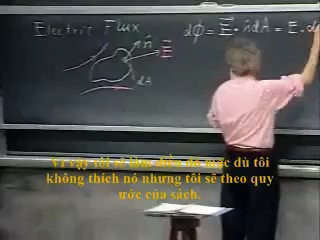 Electric Flux
dϕ = E⃗ · n̂ dA = E · d
n̂
E⃗
dA
vì vậy tôi sẽ làm điều đó mặc dù tôi
không thích nó nhưng tôi sẽ theo quy
ước của sách.